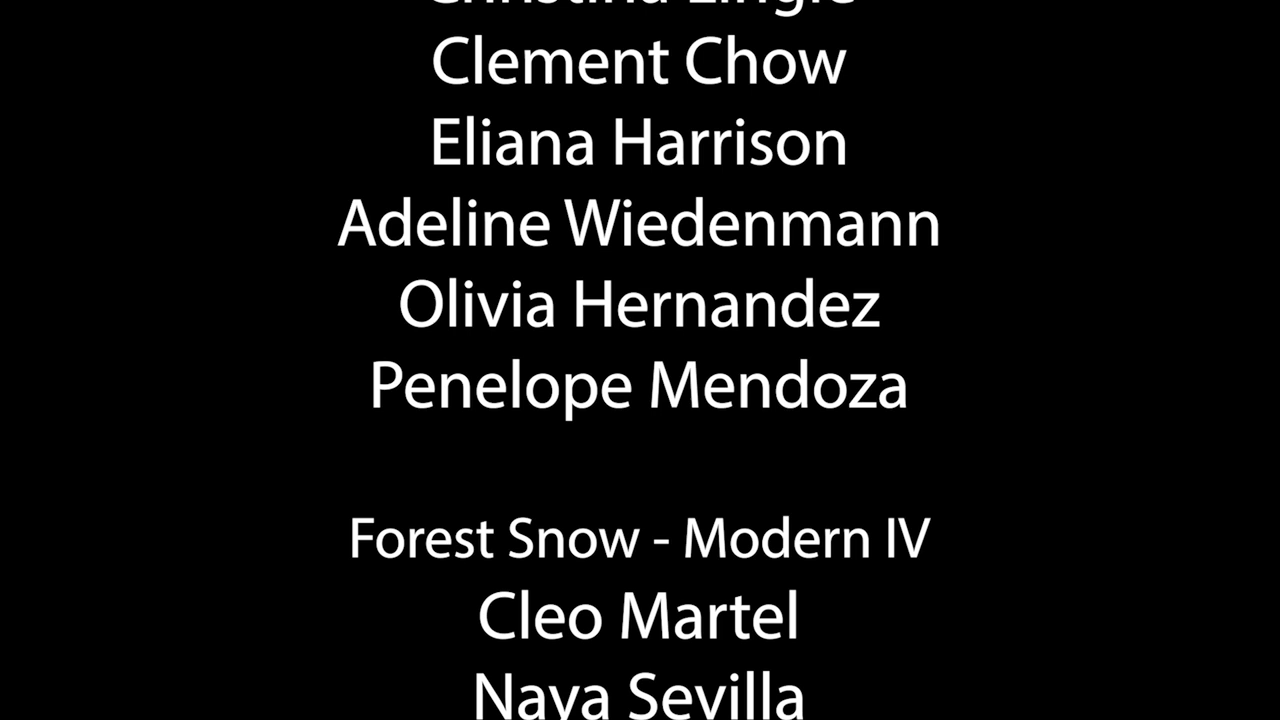 Clement Chow
Eliana Harrison
Adeline Wiedenmann
Olivia Hernandez
Penelope Mendoza
Forest Snow - Modern IV
Cleo Martel
Naya Sevilla